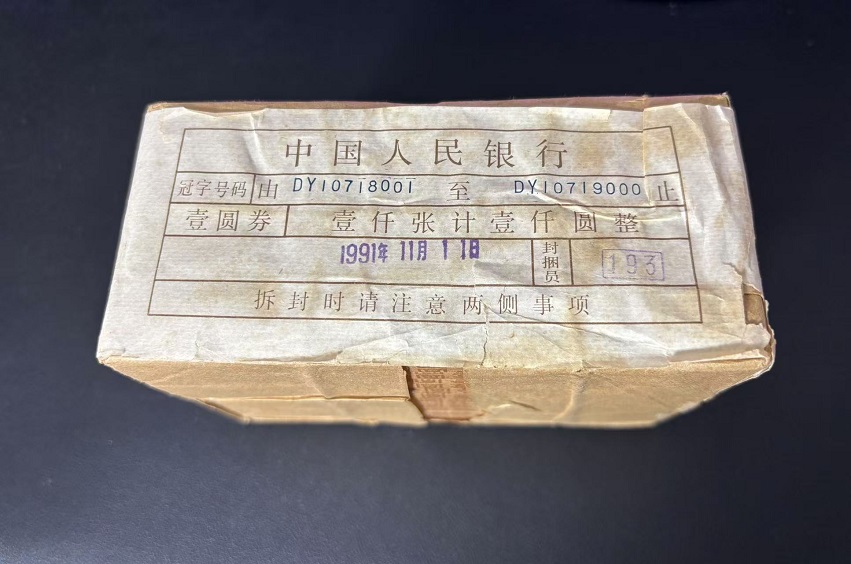 中国人民银行
冠字号码 由 DY10718001 至 DY10719000 止
壹圆券 壹仟张计壹仟圆整
1991年 11月 11日 封捆员 193
拆封时请注意两侧事项